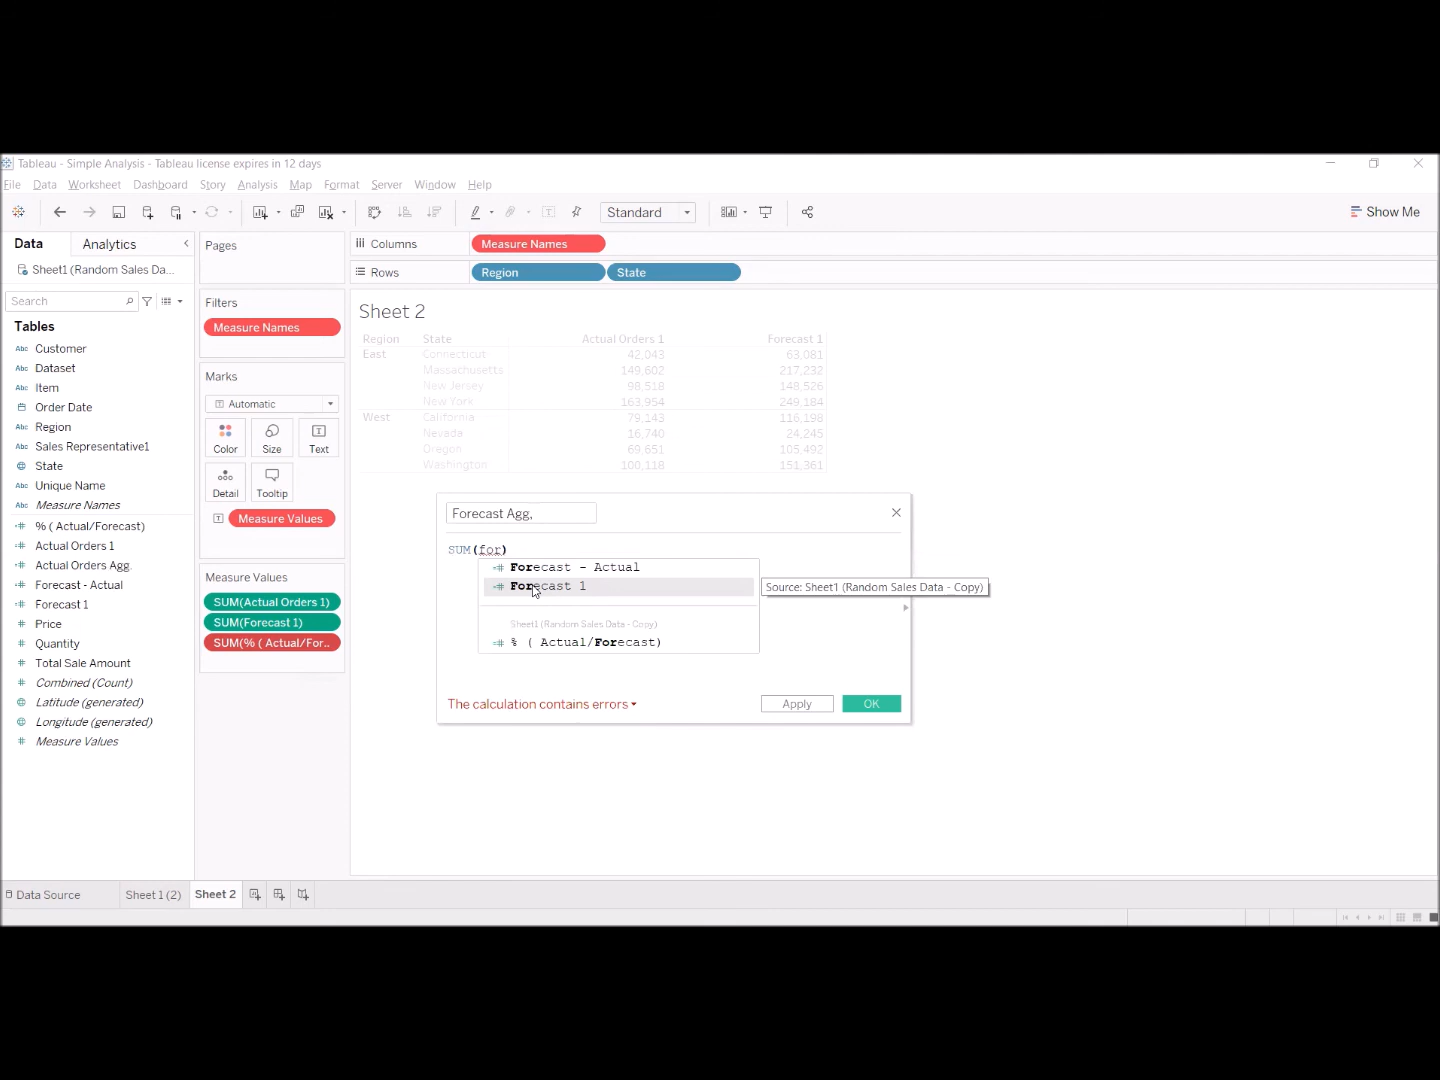 Tableau - Simple Analysis - Tableau license expires in 12 days
File Data Worksheet Dashboard Story Analysis Map Format Server Window Help
Standard
Show Me
Data Analytics
Sheet1 (Random Sales Da...
Search
Tables
Abc Customer
Abc Dataset
Abc Item
Order Date
Abc Region
Abc Sales Representative1
State
Abc Unique Name
Abc Measure Names
% ( Actual/Forecast)
Actual Orders 1
Actual Orders Agg.
Forecast - Actual
Forecast 1
Price
Quantity
Total Sale Amount
Combined (Count)
Latitude (generated)
Longitude (generated)
Measure Values
Pages
Filters
Measure Names
Marks
Automatic
Color Size Text
Detail Tooltip
Measure Values
Measure Values
SUM(Actual Orders 1)
SUM(Forecast 1)
SUM(% ( Actual/For..
Columns Measure Names
Rows Region State
Sheet 2
Region State Actual Orders 1 Forecast 1
East Connecticut 42,043 63,081
Massachusetts 149,602 217,232
New Jersey 98,518 148,526
New York 163,954 249,184
West California 79,143 116,198
Nevada 16,740 24,245
Oregon 69,651 105,492
Washington 100,118 151,361
Forecast Agg,
SUM(for)
Forecast - Actual
Forecast 1
Source: Sheet1 (Random Sales Data - Copy)
Sheet1 (Random Sales Data - Copy)
% ( Actual/Forecast)
The calculation contains errors
Apply OK
Data Source Sheet 1 (2) Sheet 2